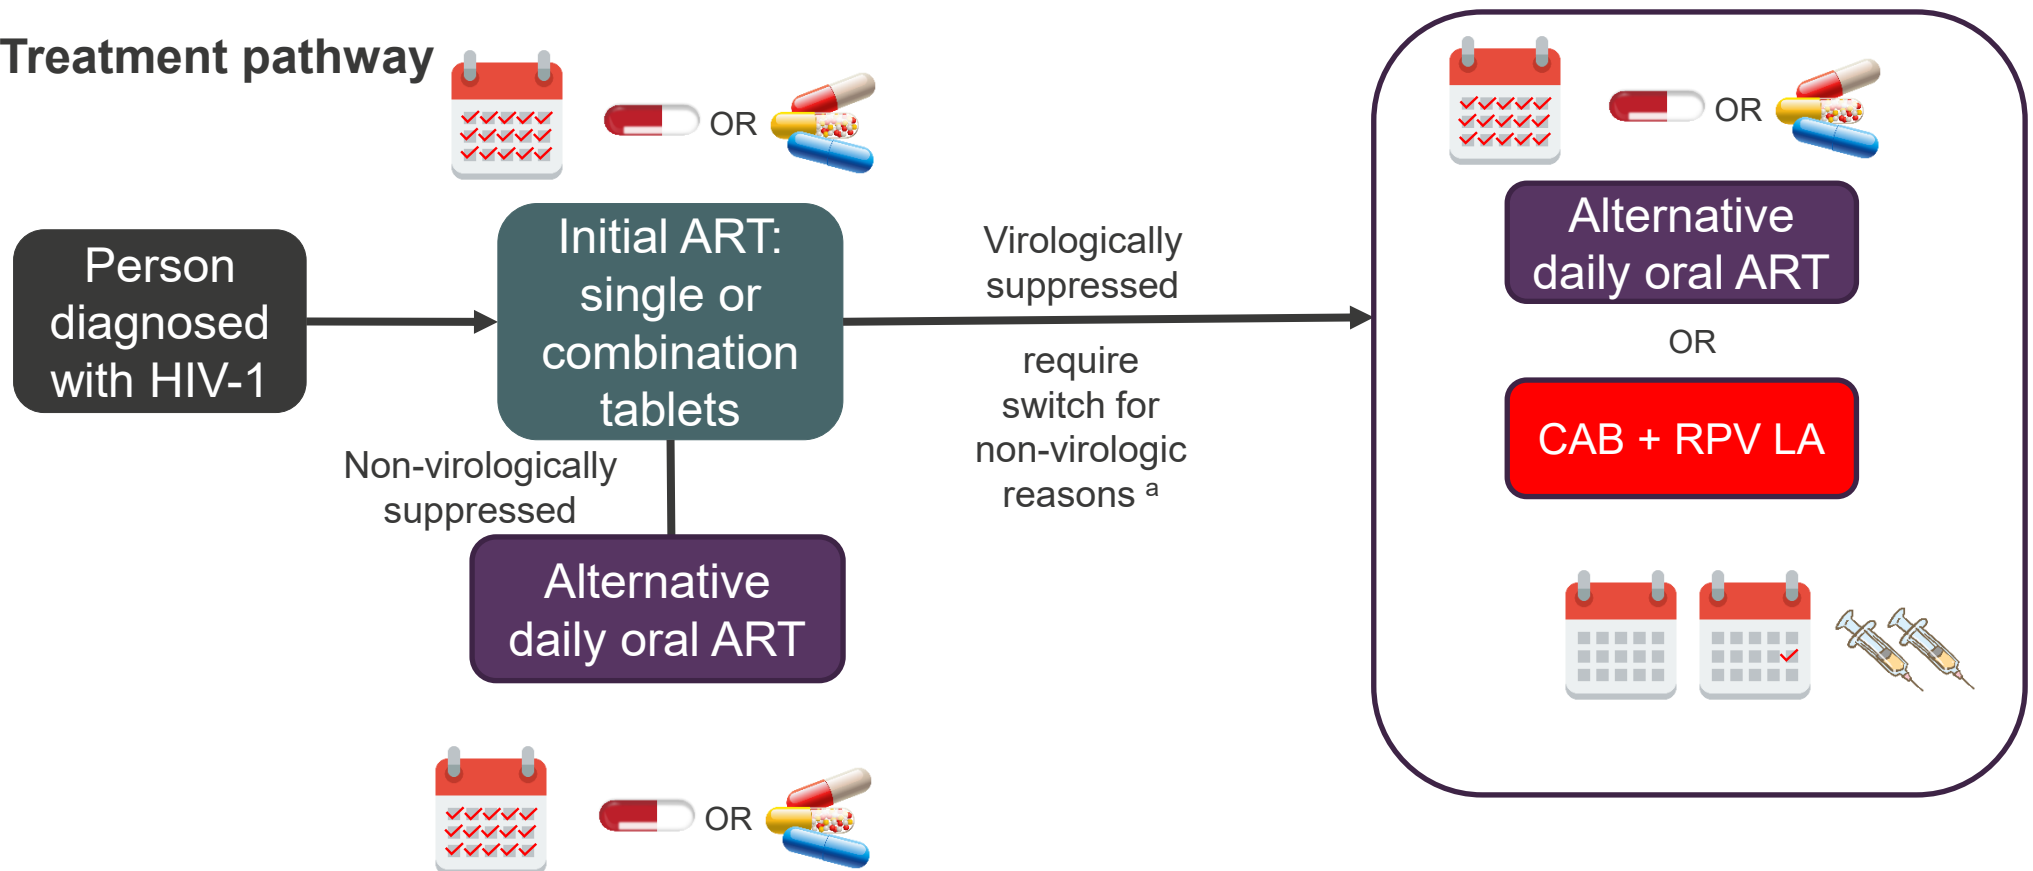 Treatment pathway
OR
Person
diagnosed
with HIV-1
Initial ART:
single or
combination
tablets
Non-virologically
suppressed
Alternative
daily oral ART
OR
Virologically
suppressed
require
switch for
non-virologic
reasons ᵃ
OR
Alternative
daily oral ART
OR
CAB + RPV LA